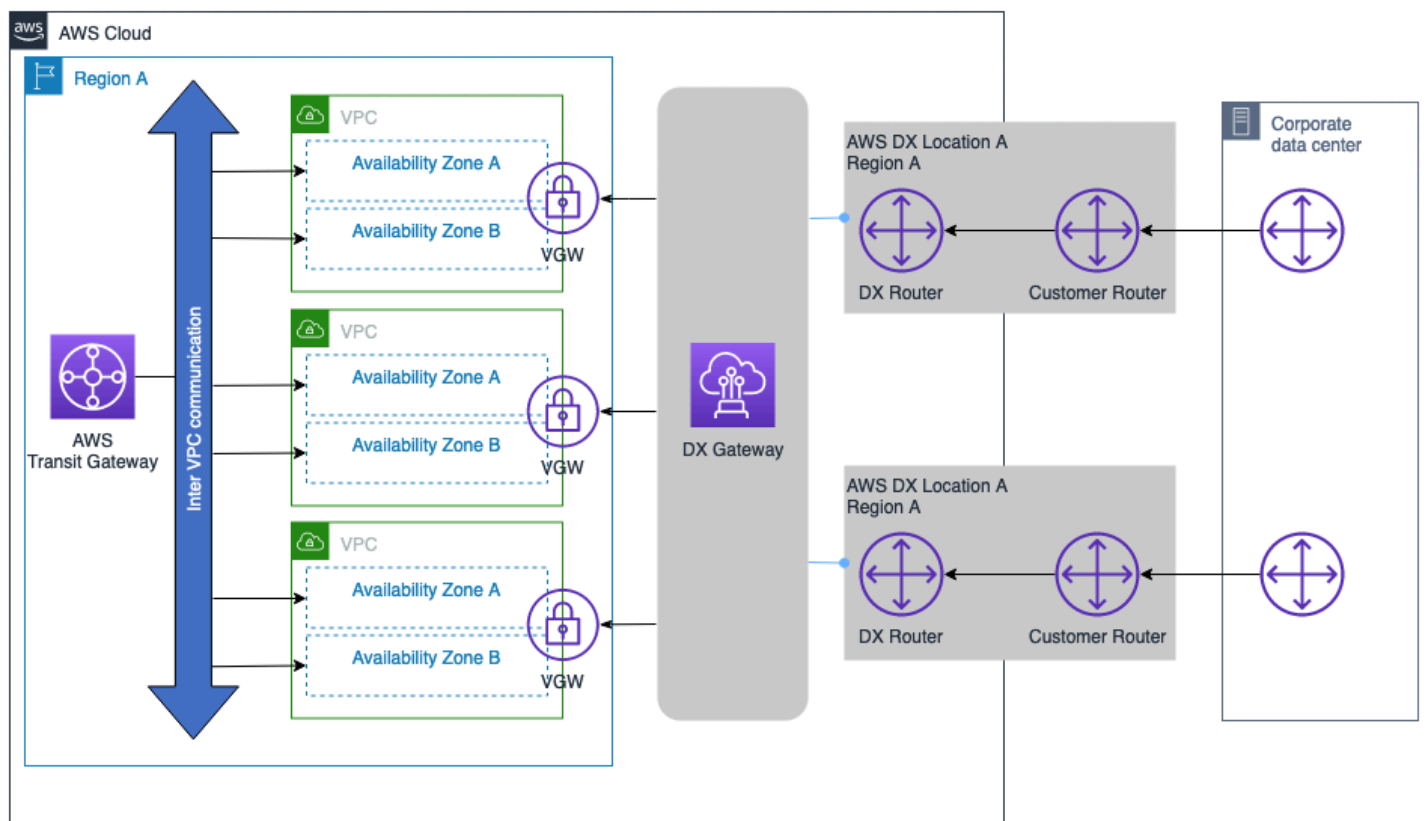 aws
AWS Cloud
Region A
VPC
Availability Zone A
Availability Zone B
VGW
VPC
Availability Zone A
Availability Zone B
VGW
VPC
Availability Zone A
Availability Zone B
VGW
Inter VPC communication
AWS
Transit Gateway
DX Gateway
AWS DX Location A
Region A
DX Router
Customer Router
AWS DX Location A
Region A
DX Router
Customer Router
Corporate
data center